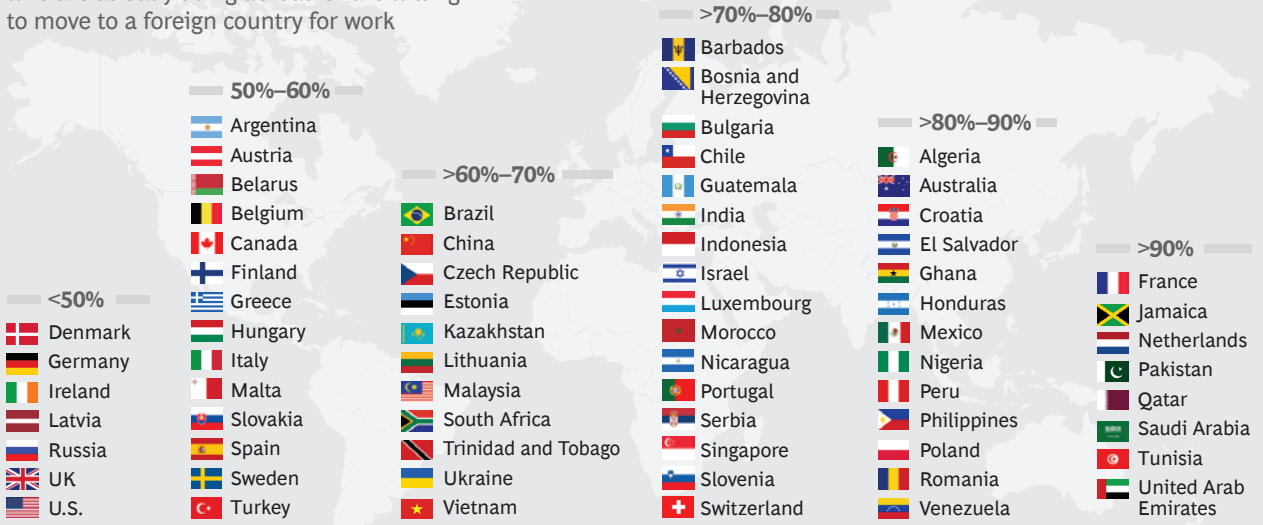 to move to a foreign country for work
<50%
Denmark
Germany
Ireland
Latvia
Russia
UK
U.S.
50%–60%
Argentina
Austria
Belarus
Belgium
Canada
Finland
Greece
Hungary
Italy
Malta
Slovakia
Spain
Sweden
Turkey
>60%–70%
Brazil
China
Czech Republic
Estonia
Kazakhstan
Lithuania
Malaysia
South Africa
Trinidad and Tobago
Ukraine
Vietnam
>70%–80%
Barbados
Bosnia and
Herzegovina
Bulgaria
Chile
Guatemala
India
Indonesia
Israel
Luxembourg
Morocco
Nicaragua
Portugal
Serbia
Singapore
Slovenia
Switzerland
>80%–90%
Algeria
Australia
Croatia
El Salvador
Ghana
Honduras
Mexico
Nigeria
Peru
Philippines
Poland
Romania
Venezuela
>90%
France
Jamaica
Netherlands
Pakistan
Qatar
Saudi Arabia
Tunisia
United Arab
Emirates